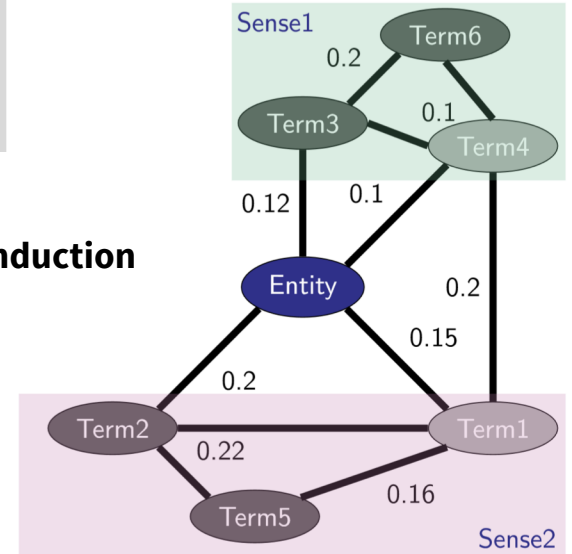 Sense1
Term6
0.2
Term3
0.1
Term4
0.12
0.1
nduction
Entity
0.2
0.15
0.2
Term2
Term1
0.22
0.16
Term5
Sense2